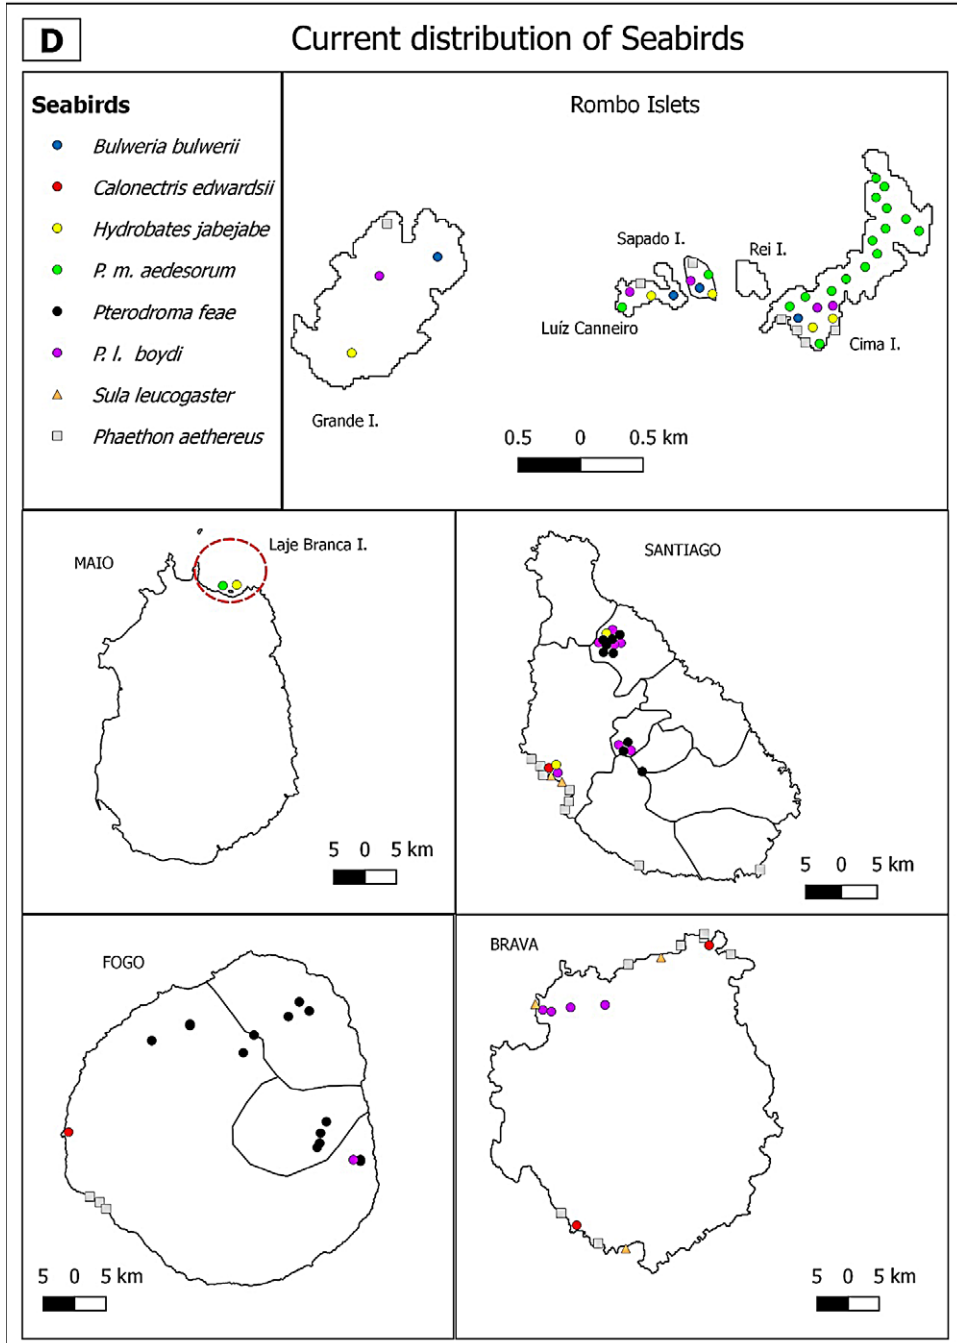 D
Current distribution of Seabirds
Seabirds
Bulweria bulwerii
Calonectris edwardsii
Hydrobates jabejabe
P. m. aedesorum
Pterodroma feae
P. l. boydi
Sula leucogaster
Phaethon aethereus
Rombo Islets
Sapado I.
Rei I.
Luíz Canneiro
Cima I.
Grande I.
0.5 0 0.5 km
MAIO
Laje Branca I.
5 0 5 km
SANTIAGO
5 0 5 km
FOGO
5 0 5 km
BRAVA
5 0 5 km